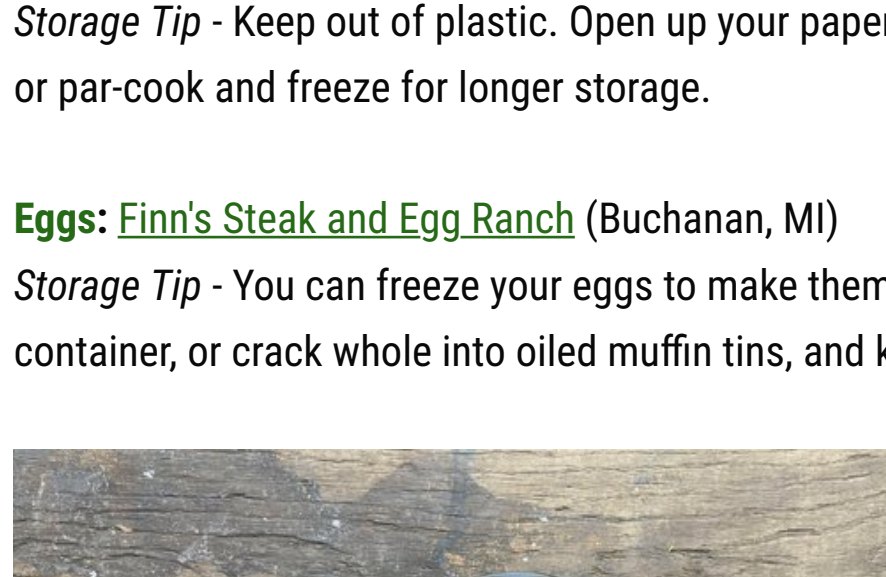 Storage Tip - Keep out of plastic. Open up your paper
or par-cook and freeze for longer storage.
Eggs: Finn's Steak and Egg Ranch (Buchanan, MI)
Storage Tip - You can freeze your eggs to make them
container, or crack whole into oiled muffin tins, and